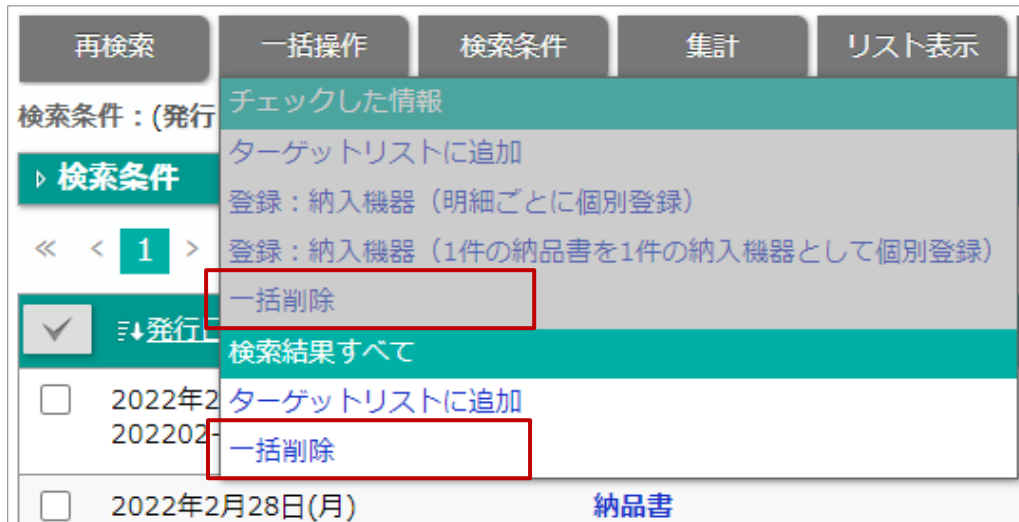 再検索 一括操作 検索条件 集計 リスト表示
検索条件：(発行
チェックした情報
ターゲットリストに追加
検索条件
登録：納入機器（明細ごとに個別登録）
≪ < 1 >
登録：納入機器（1件の納品書を1件の納入機器として個別登録）
一括削除
発行日
検索結果すべて
ターゲットリストに追加
一括削除
2022年2
202202-
2022年2月28日(月) 納品書